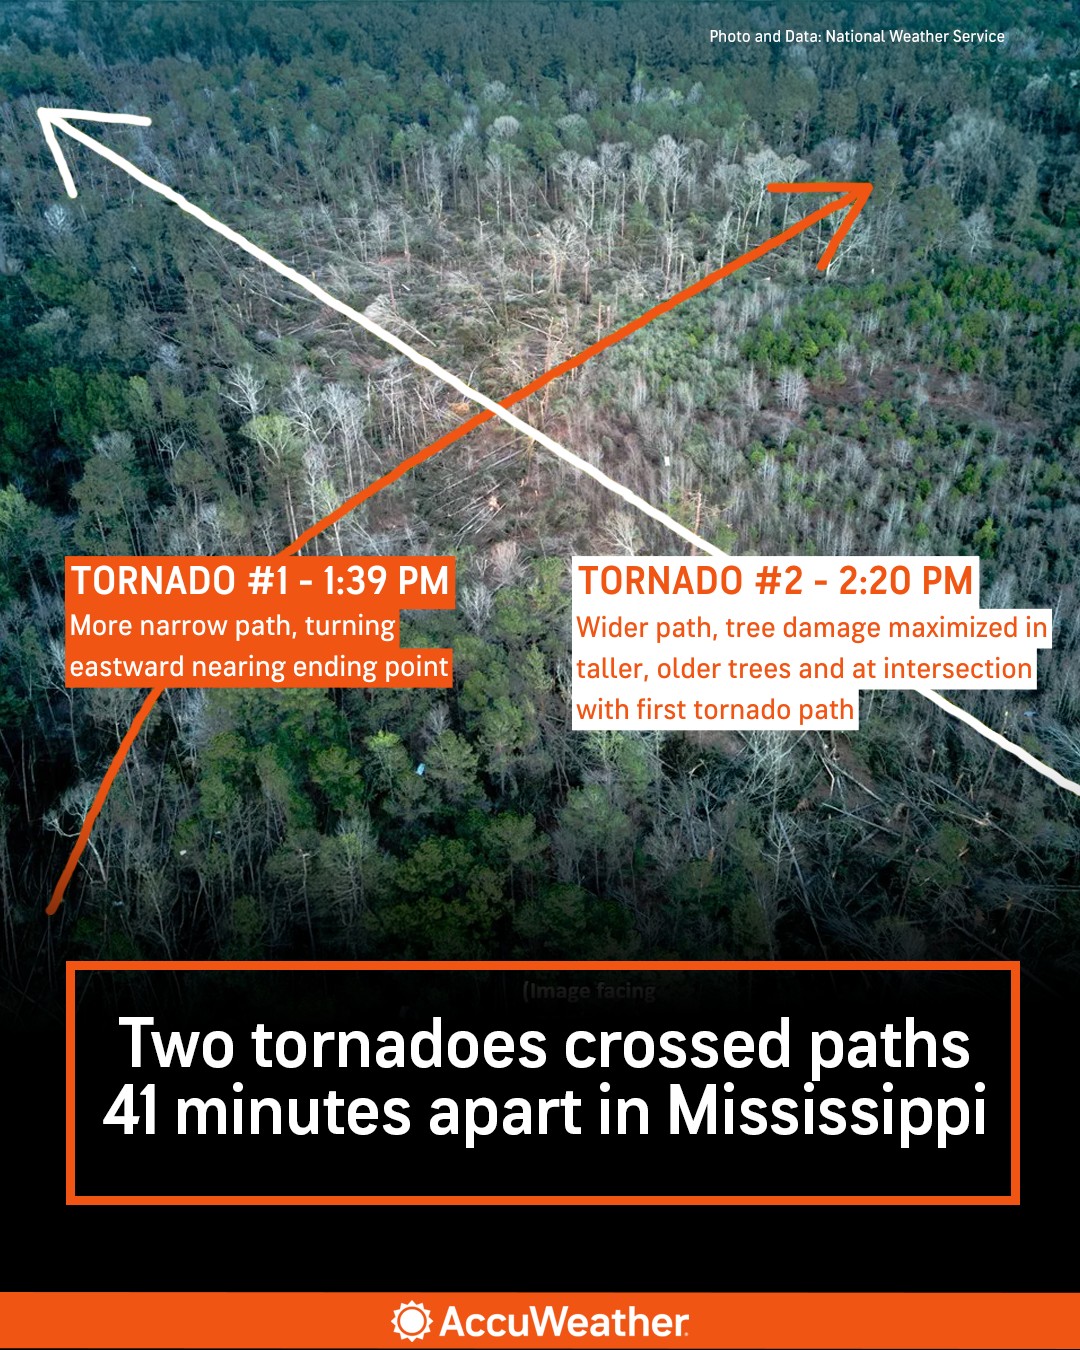 Photo and Data: National Weather Service
TORNADO #1 - 1:39 PM
More narrow path, turning
eastward nearing ending point
TORNADO #2 - 2:20 PM
Wider path, tree damage maximized in
taller, older trees and at intersection
with first tornado path
(Image facing
Two tornadoes crossed paths
41 minutes apart in Mississippi
AccuWeather